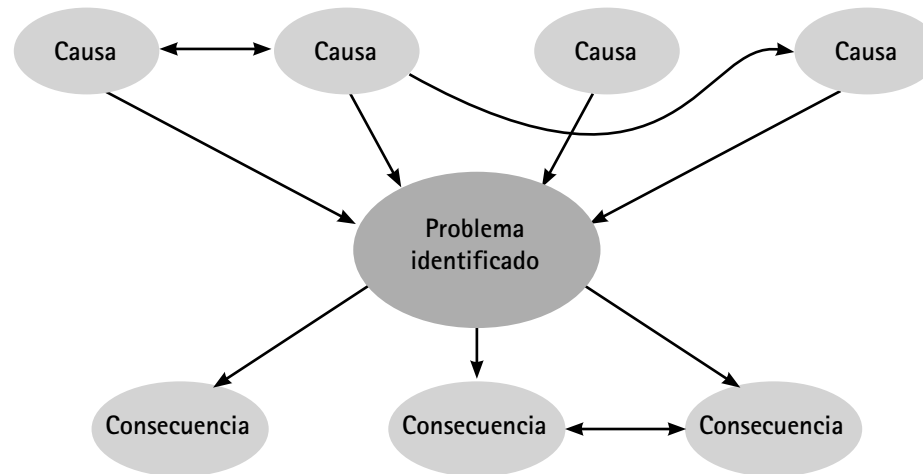 Causa
Causa
Causa
Causa
Problema
identificado
Consecuencia
Consecuencia
Consecuencia